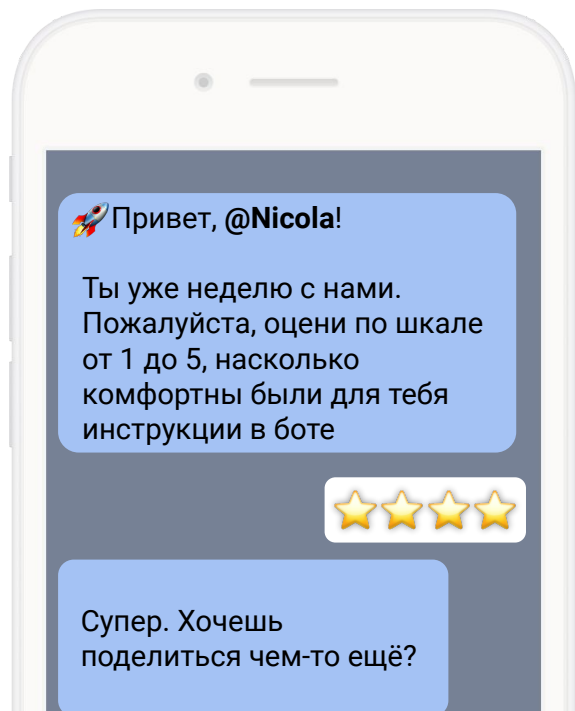 🚀Привет, @Nicola!
Ты уже неделю с нами.
Пожалуйста, оцени по шкале
от 1 до 5, насколько
комфортны были для тебя
инструкции в боте
⭐⭐⭐⭐
Супер. Хочешь
поделиться чем-то ещё?